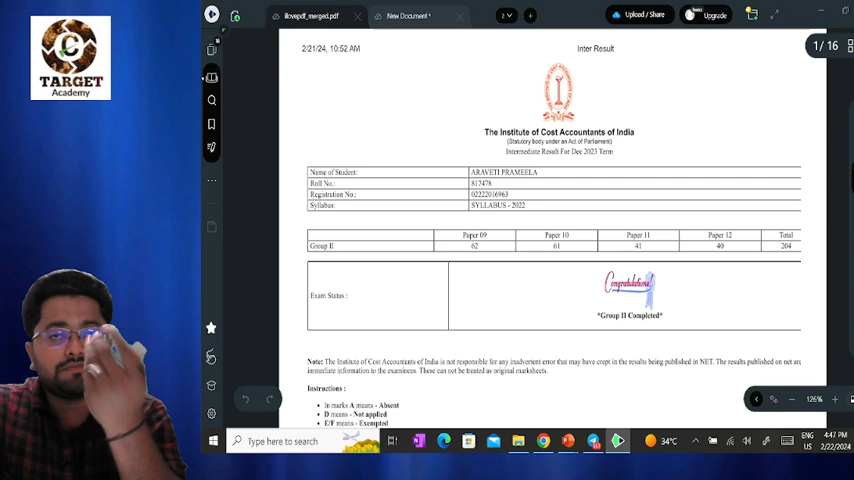 TARGET
Academy
iilovepdf_merged.pdf
New Document *
2
Upload / Share
Upgrade
1/16
2/21/24, 10:52 AM
Inter Result
The Institute of Cost Accountants of India
(Statutory body under an Act of Parliament)
Intermediate Result For Dec 2023 Term
Name of Student: ARAVETI PRAMEELA
Roll No.: 817478
Registration No.: 02222016963
Syllabus: SYLLABUS - 2022
Paper 09 Paper 10 Paper 11 Paper 12 Total
Group II 62 61 41 40 204
Exam Status :
Congratulations!
*Group II Completed*
Note: The Institute of Cost Accountants of India is not responsible for any inadvertent error that may have crept in the results being published in NET. The results published on net are
immediate information to the examinees. These can not be treated as original marksheets.
Instructions :
In marks A means - Absent
D means - Not applied
E/F means - Exempted
126%
Type here to search
34°C
ENG
US
4:47 PM
2/22/2024